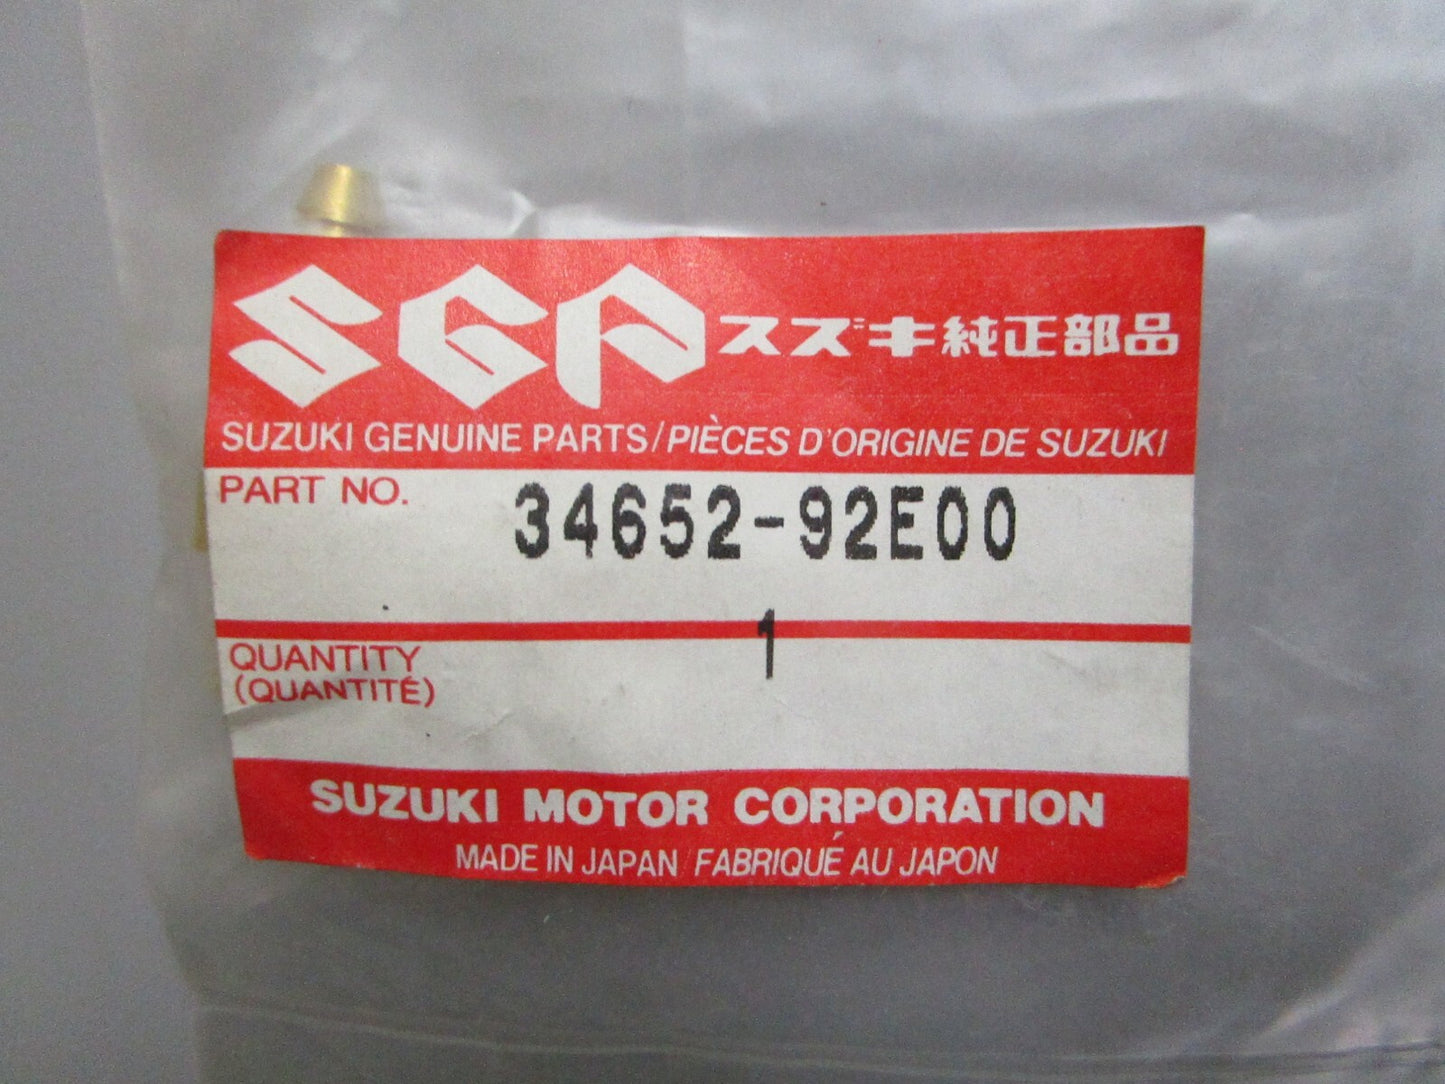 SGP スズキ純正部品
SUZUKI GENUINE PARTS/PIÈCES D'ORIGINE DE SUZUKI
PART NO. 34652-92E00
QUANTITY 1
(QUANTITÉ)
SUZUKI MOTOR CORPORATION
MADE IN JAPAN/FABRIQUÉ AU JAPON